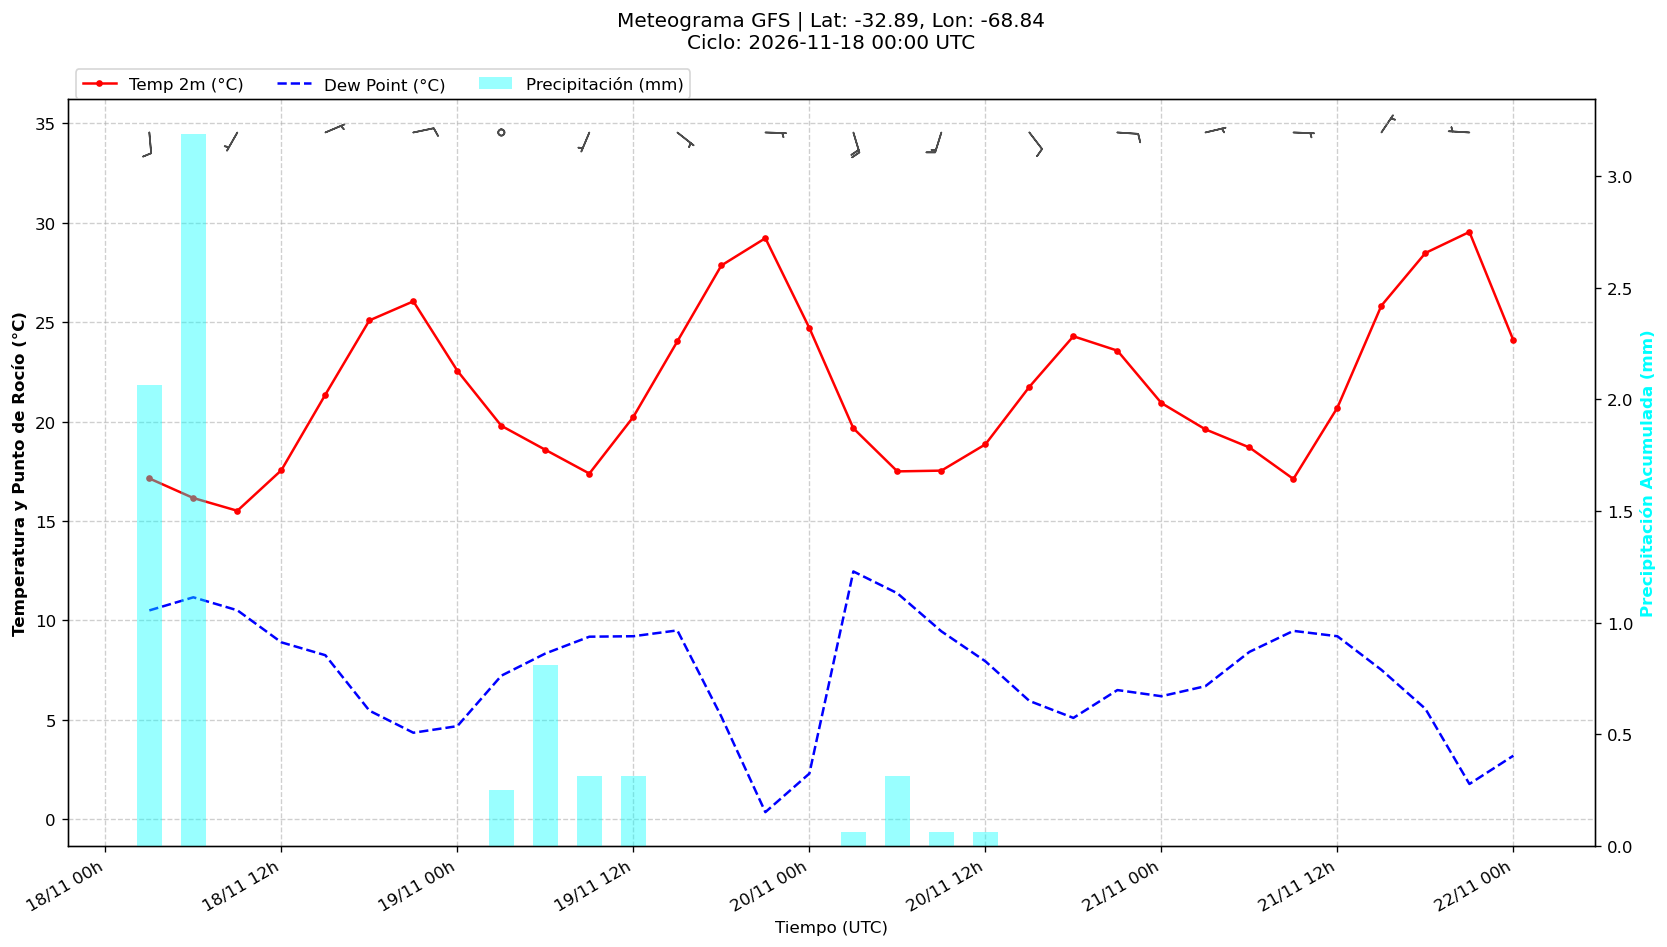 Meteograma GFS | Lat: -32.89, Lon: -68.84
Ciclo: 2026-11-18 00:00 UTC
Temp 2m (°C)
Dew Point (°C)
Precipitación (mm)
Temperatura y Punto de Rocío (°C)
35
30
25
20
15
10
5
0
3.0
2.5
2.0
1.5
1.0
0.5
0.0
Precipitación Acumulada (mm)
18/11 00h
18/11 12h
19/11 00h
19/11 12h
20/11 00h
20/11 12h
21/11 00h
21/11 12h
22/11 00h
Tiempo (UTC)